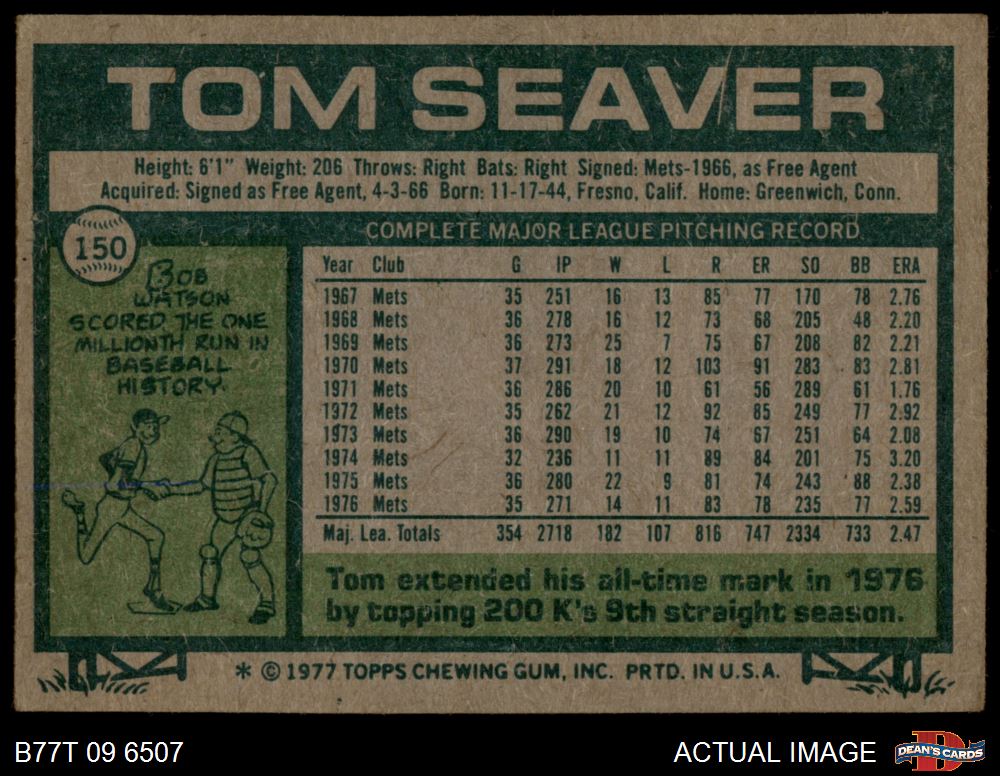 TOM SEAVER
Height: 6'1" Weight: 206 Throws: Right Bats: Right Signed: Mets-1966, as Free Agent
Acquired: Signed as Free Agent, 4-3-66 Born: 11-17-44, Fresno, Calif. Home: Greenwich, Conn.
150
BOB
WATSON
SCORED THE ONE
MILLIONTH RUN IN
BASEBALL
HISTORY.
COMPLETE MAJOR LEAGUE PITCHING RECORD
Year Club G IP W L R ER SO BB ERA
1967 Mets 35 251 16 13 85 77 170 78 2.76
1968 Mets 36 278 16 12 73 68 205 48 2.20
1969 Mets 36 273 25 7 75 67 208 82 2.21
1970 Mets 37 291 18 12 103 91 283 83 2.81
1971 Mets 36 286 20 10 61 56 289 61 1.76
1972 Mets 35 262 21 12 92 85 249 77 2.92
1973 Mets 36 290 19 10 74 67 251 64 2.08
1974 Mets 32 236 11 11 89 84 201 75 3.20
1975 Mets 36 280 22 9 81 74 243 88 2.38
1976 Mets 35 271 14 11 83 78 235 77 2.59
Maj. Lea. Totals 354 2718 182 107 816 747 2334 733 2.47
Tom extended his all-time mark in 1976
by topping 200 K's 9th straight season.
* © 1977 TOPPS CHEWING GUM, INC. PRTD. IN U.S.A.
B77T 09 6507
ACTUAL IMAGE
D
DEAN'S CARDS